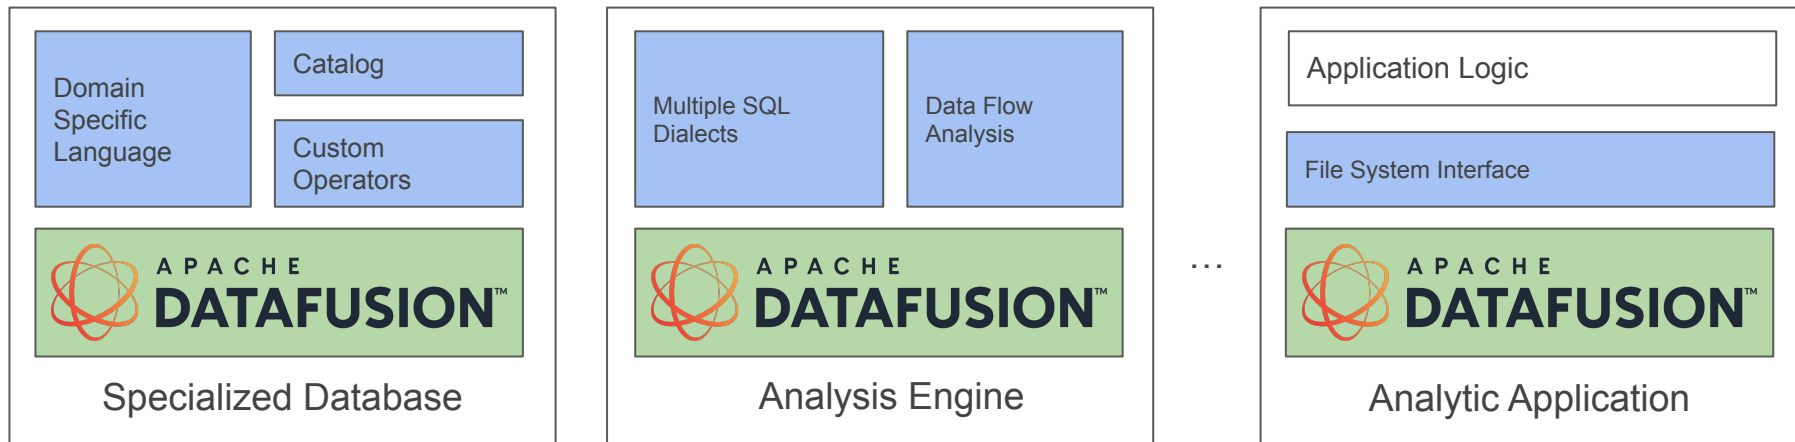 Domain
Specific
Language
Catalog
Custom
Operators
APACHE
DATAFUSION™
Specialized Database
Multiple SQL
Dialects
Data Flow
Analysis
APACHE
DATAFUSION™
Analysis Engine
...
Application Logic
File System Interface
APACHE
DATAFUSION™
Analytic Application